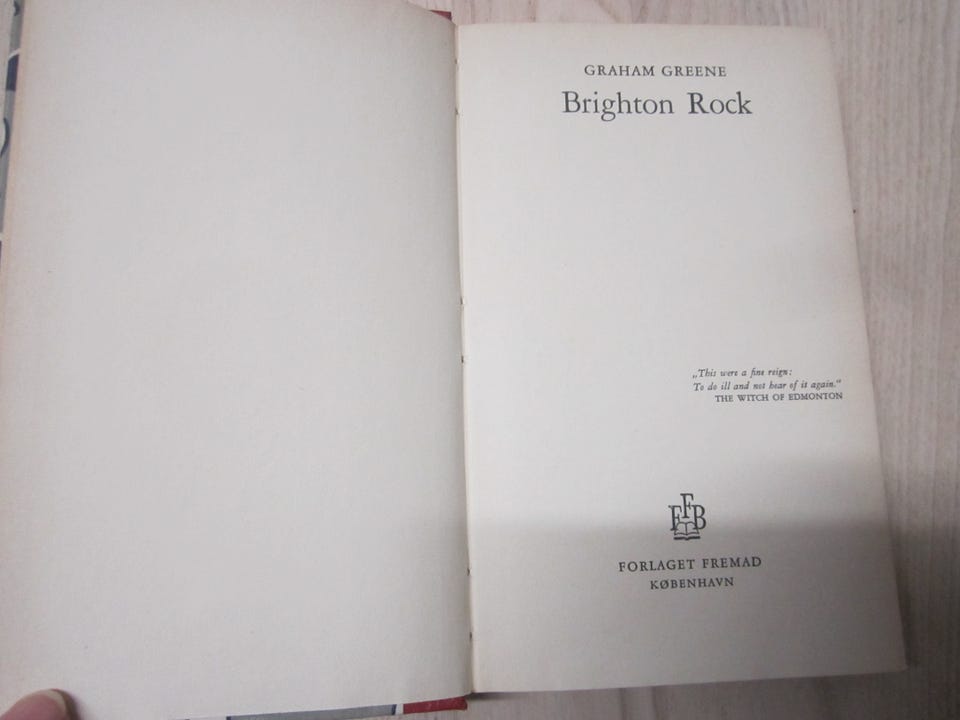 GRAHAM GREENE
Brighton Rock
„This were a fine reign:
To do ill and not hear of it again.“
THE WITCH OF EDMONTON
FFB
FORLAGET FREMAD
KØBENHAVN